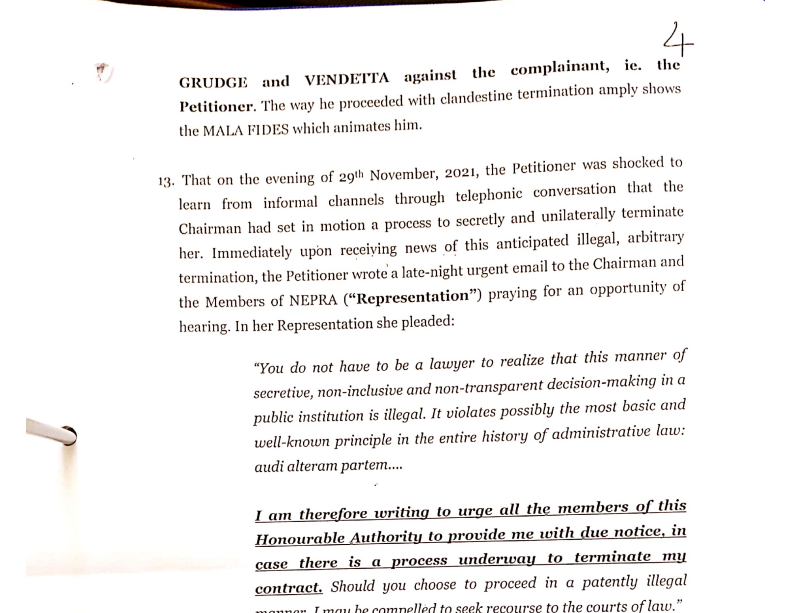 4
GRUDGE and VENDETTA against the complainant, ie. the
Petitioner. The way he proceeded with clandestine termination amply shows
the MALA FIDES which animates him.
13. That on the evening of 29th November, 2021, the Petitioner was shocked to
learn from informal channels through telephonic conversation that the
Chairman had set in motion a process to secretly and unilaterally terminate
her. Immediately upon receiving news of this anticipated illegal, arbitrary
termination, the Petitioner wrote a late-night urgent email to the Chairman and
the Members of NEPRA (“Representation”) praying for an opportunity of
hearing. In her Representation she pleaded:
“You do not have to be a lawyer to realize that this manner of
secretive, non-inclusive and non-transparent decision-making in a
public institution is illegal. It violates possibly the most basic and
well-known principle in the entire history of administrative law:
audi alteram partem....
I am therefore writing to urge all the members of this
Honourable Authority to provide me with due notice, in
case there is a process underway to terminate my
contract. Should you choose to proceed in a patently illegal
manner, I may be compelled to seek recourse to the courts of law.”